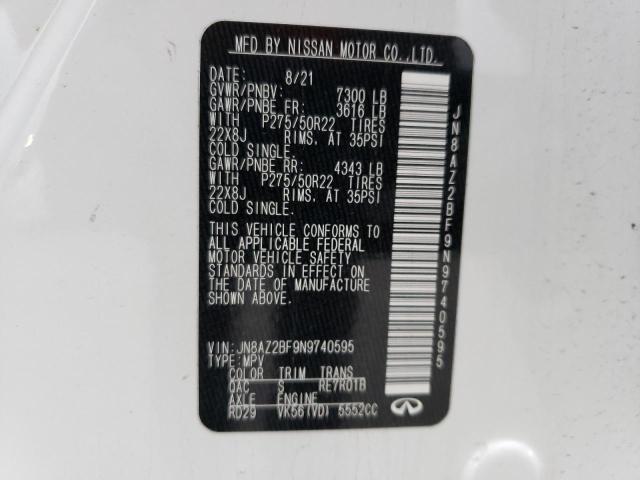 MFD BY NISSAN MOTOR CO.,LTD.
DATE: 8/21
GVWR/PNBV: 7300 LB
GAWR/PNBE FR: 3616 LB
WITH P275/50R22 TIRES
22X8J RIMS. AT 35PSI
COLD SINGLE.
GAWR/PNBE RR: 4343 LB
WITH P275/50R22 TIRES
22X8J RIMS. AT 35PSI
COLD SINGLE.
THIS VEHICLE CONFORMS TO
ALL APPLICABLE FEDERAL
MOTOR VEHICLE SAFETY
STANDARDS IN EFFECT ON
THE DATE OF MANUFACTURE
SHOWN ABOVE.
VIN: JN8AZ2BF9N9740595
TYPE: MPV
COLOR TRIM TRANS
QAC S RE7R01B
AXLE ENGINE
RD29 VK56(VD) 5552CC
JN8AZ2BF9N9740595